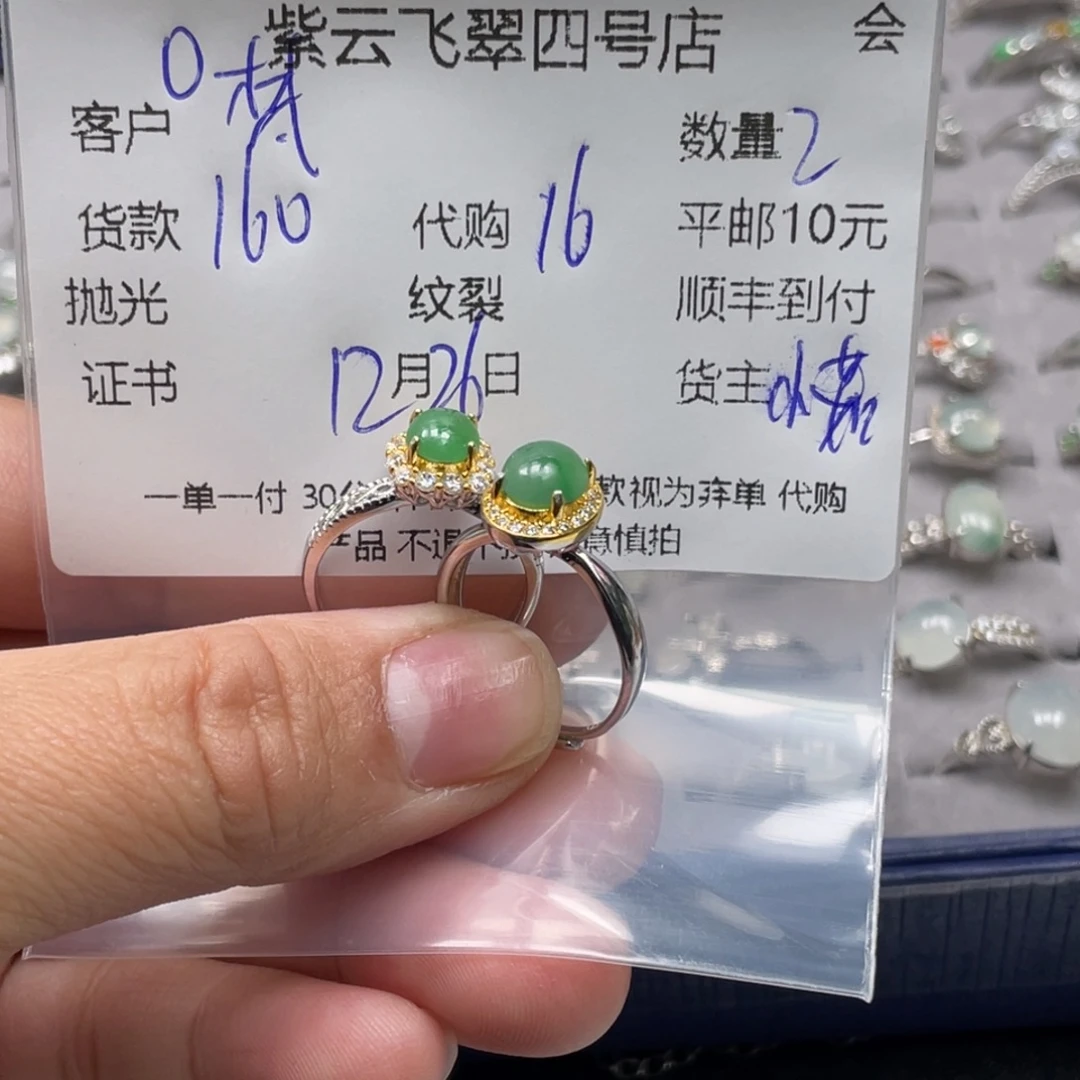 紫云飞翠四号店 会
客户 数量 2
货款 160 代购 16 平邮10元
抛光 纹裂 顺丰到付
证书 12月26日 货主
一单一付 30 款视为弃单 代购
产品 不退 慎拍